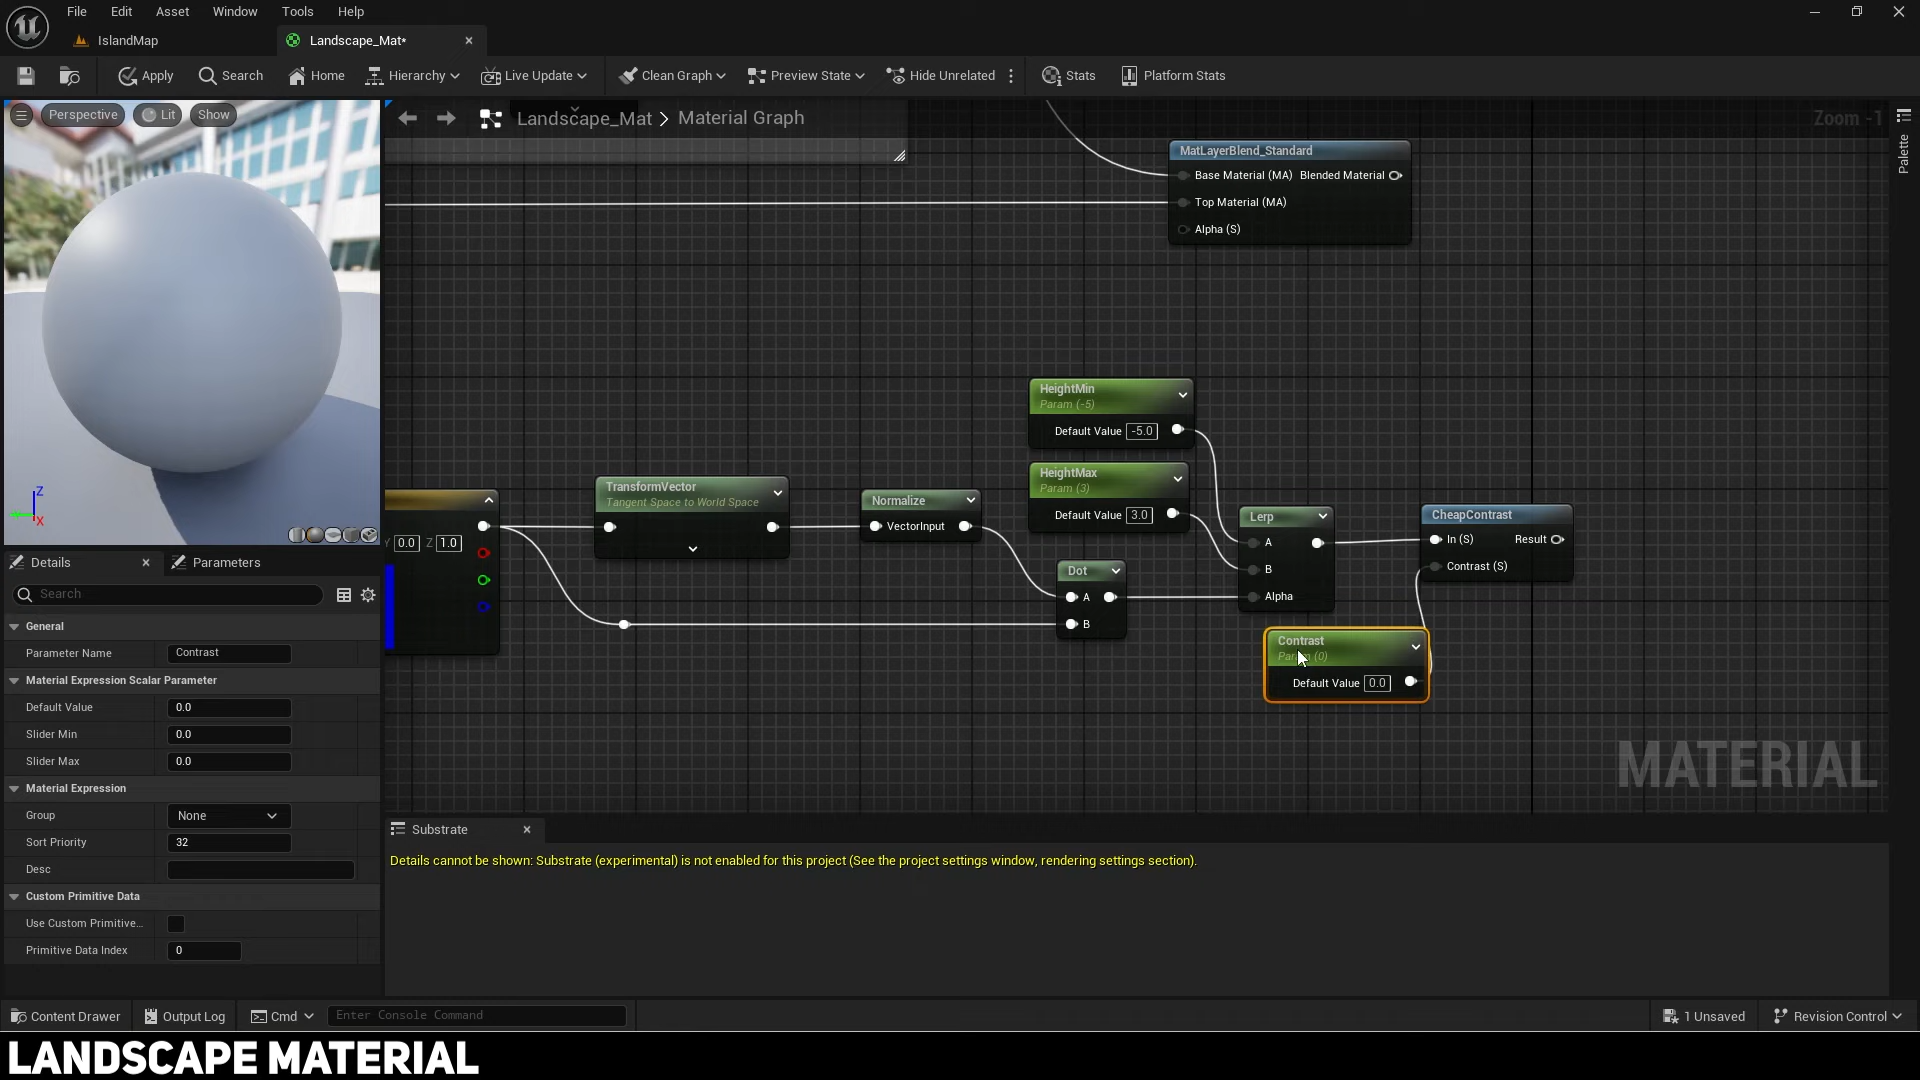 File Edit Asset Window Tools Help
IslandMap
Landscape_Mat*
Apply Search Home Hierarchy Live Update Clean Graph Preview State Hide Unrelated Stats Platform Stats
Perspective Lit Show
Landscape_Mat > Material Graph
Zoom -1
Palette
MatLayerBlend_Standard
Base Material (MA) Blended Material
Top Material (MA)
Alpha (S)
HeightMin
Param (-5)
Default Value -5.0
HeightMax
Param (3)
Default Value 3.0
TransformVector
Tangent Space to World Space
Normalize
VectorInput
Y 0.0 Z 1.0
Dot
A
B
Lerp
A
B
Alpha
CheapContrast
In (S) Result
Contrast (S)
Contrast
Param (0)
Default Value 0.0
MATERIAL
Z
X
Details
Parameters
Search
General
Parameter Name Contrast
Material Expression Scalar Parameter
Default Value 0.0
Slider Min 0.0
Slider Max 0.0
Material Expression
Group None
Sort Priority 32
Desc
Custom Primitive Data
Use Custom Primitive...
Primitive Data Index 0
Substrate
Details cannot be shown: Substrate (experimental) is not enabled for this project (See the project settings window, rendering settings section).
Content Drawer Output Log Cmd Enter Console Command 1 Unsaved Revision Control
LANDSCAPE MATERIAL